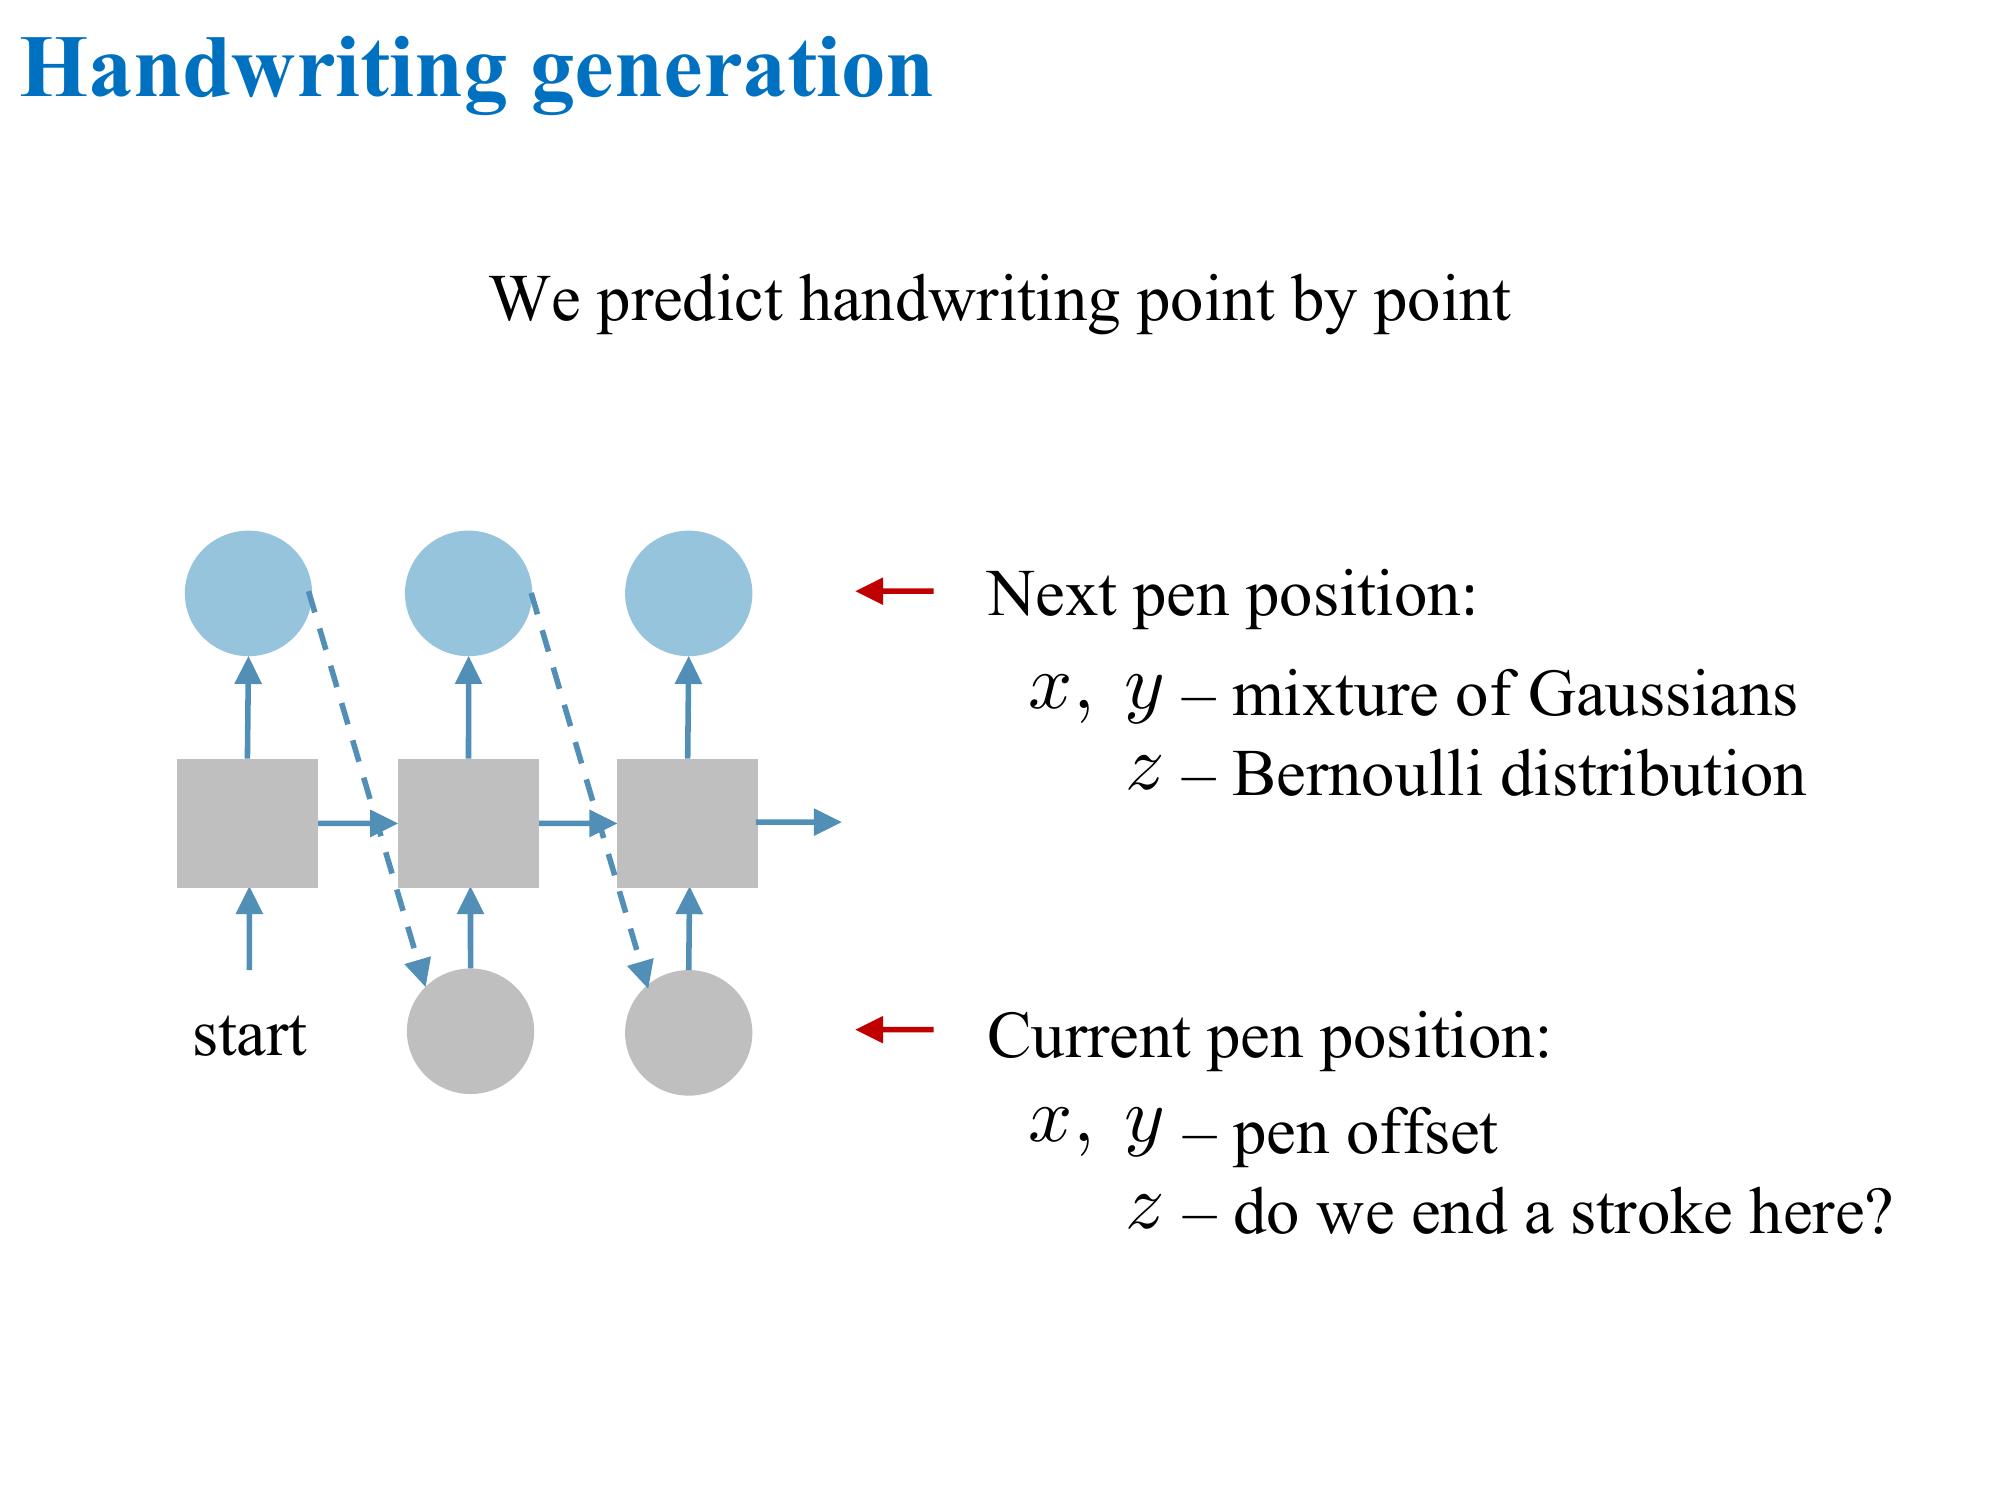 Handwriting generation
We predict handwriting point by point
Next pen position:
x, y – mixture of Gaussians
z – Bernoulli distribution
start
Current pen position:
x, y – pen offset
z – do we end a stroke here?